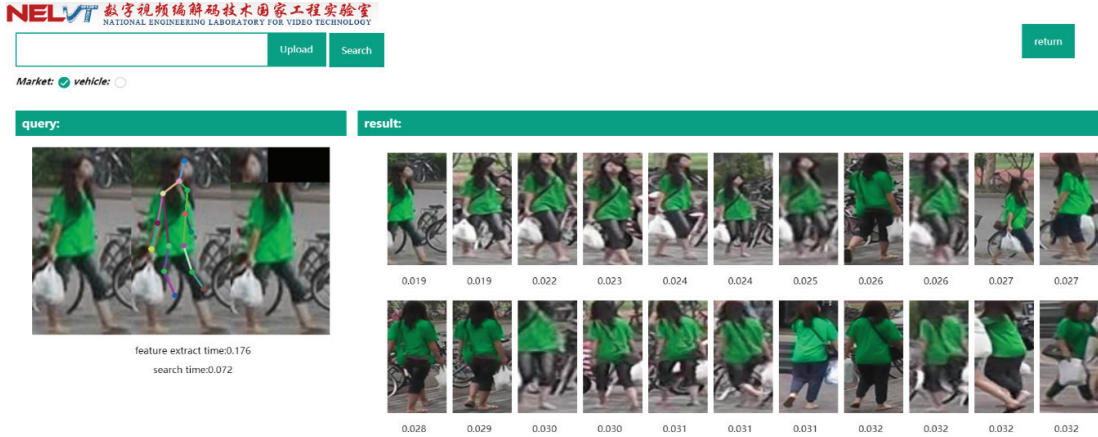 NELVT 数字视频编解码技术国家工程实验室
NATIONAL ENGINEERING LABORATORY FOR VIDEO TECHNOLOGY
Upload Search
return
Market: vehicle:
query: result:
0.019 0.019 0.022 0.023 0.024 0.024 0.025 0.026 0.026 0.027 0.027
feature extract time:0.176
search time:0.072
0.028 0.029 0.030 0.030 0.031 0.031 0.031 0.032 0.032 0.032 0.032